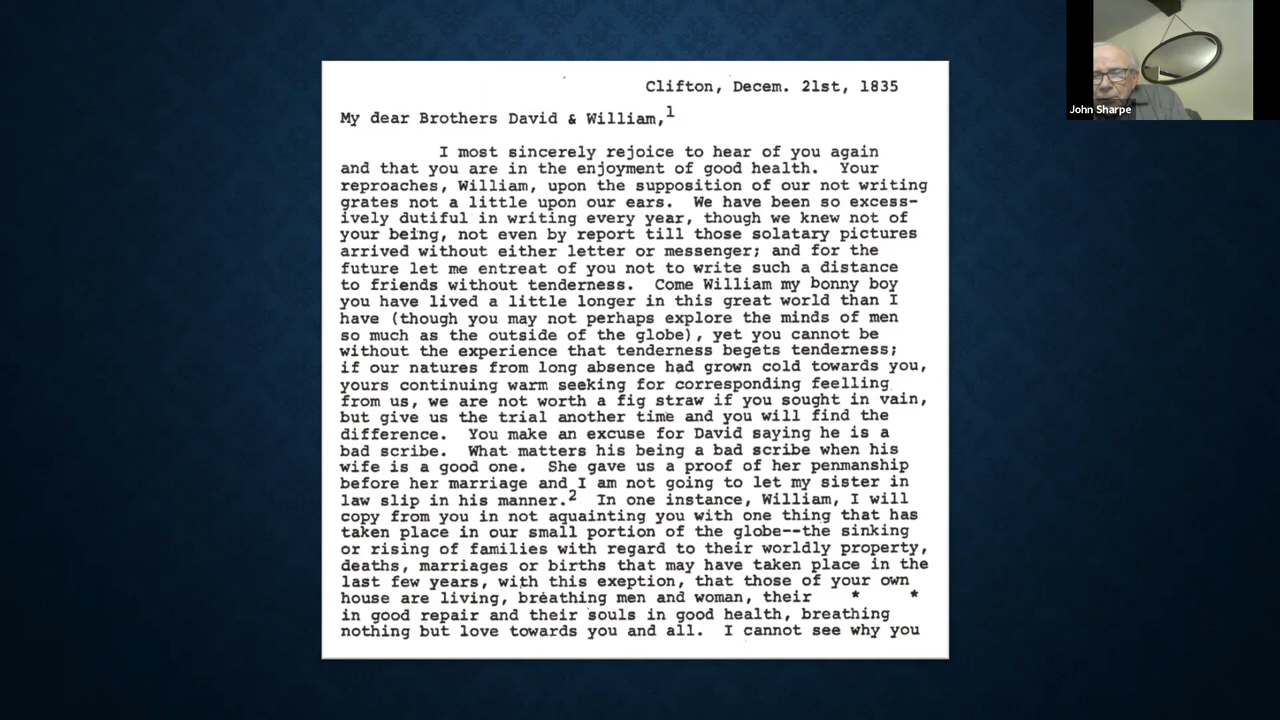 Clifton, Decem. 21st, 1835
John Sharpe
My dear Brothers David & William,1
I most sincerely rejoice to hear of you again
and that you are in the enjoyment of good health. Your
reproaches, William, upon the supposition of our not writing
grates not a little upon our ears. We have been so excess-
ively dutiful in writing every year, though we knew not of
your being, not even by report till those solatary pictures
arrived without either letter or messenger; and for the
future let me entreat of you not to write such a distance
to friends without tenderness. Come William my bonny boy
you have lived a little longer in this great world than I
have (though you may not perhaps explore the minds of men
so much as the outside of the globe), yet you cannot be
without the experience that tenderness begets tenderness;
if our natures from long absence had grown cold towards you,
yours continuing warm seeking for corresponding feelling
from us, we are not worth a fig straw if you sought in vain,
but give us the trial another time and you will find the
difference. You make an excuse for David saying he is a
bad scribe. What matters his being a bad scribe when his
wife is a good one. She gave us a proof of her penmanship
before her marriage and I am not going to let my sister in
law slip in his manner.2 In one instance, William, I will
copy from you in not aquainting you with one thing that has
taken place in our small portion of the globe--the sinking
or rising of families with regard to their worldly property,
deaths, marriages or births that may have taken place in the
last few years, with this exeption, that those of your own
house are living, breathing men and woman, their * *
in good repair and their souls in good health, breathing
nothing but love towards you and all. I cannot see why you